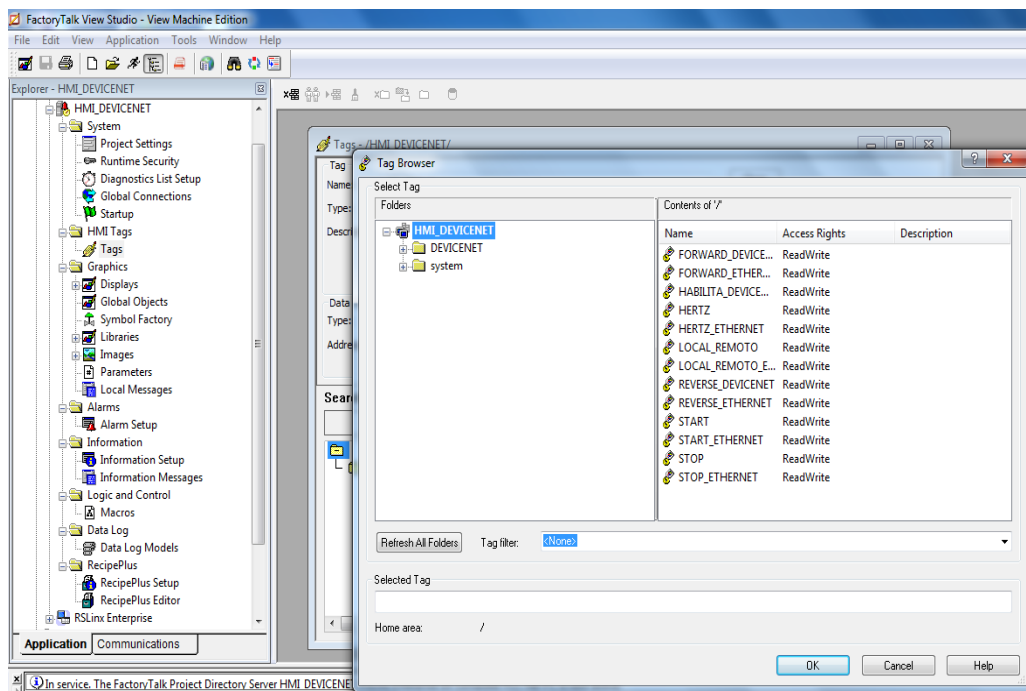 FactoryTalk View Studio - View Machine Edition
File Edit View Application Tools Window Help
Explorer - HMI_DEVICENET
HMI_DEVICENET
System
Project Settings
Runtime Security
Diagnostics List Setup
Global Connections
Startup
HMI Tags
Tags
Graphics
Displays
Global Objects
Symbol Factory
Libraries
Images
Parameters
Local Messages
Alarms
Alarm Setup
Information
Information Setup
Information Messages
Logic and Control
Macros
Data Log
Data Log Models
RecipePlus
RecipePlus Setup
RecipePlus Editor
RSLinx Enterprise
Application Communications
In service. The FactoryTalk Project Directory Server HMI_DEVICENE
Tags - /HMI_DEVICENET/
Tag
Name
Type:
Descri
Data
Type:
Addre
Sear
Tag Browser
Select Tag
Folders
HMI_DEVICENET
DEVICENET
system
Contents of '/'
Name Access Rights Description
FORWARD_DEVICE... ReadWrite
FORWARD_ETHER... ReadWrite
HABILITA_DEVICE... ReadWrite
HERTZ ReadWrite
HERTZ_ETHERNET ReadWrite
LOCAL_REMOTO ReadWrite
LOCAL_REMOTO_E... ReadWrite
REVERSE_DEVICENET ReadWrite
REVERSE_ETHERNET ReadWrite
START ReadWrite
START_ETHERNET ReadWrite
STOP ReadWrite
STOP_ETHERNET ReadWrite
Refresh All Folders Tag filter: <None>
Selected Tag
Home area: /
OK Cancel Help